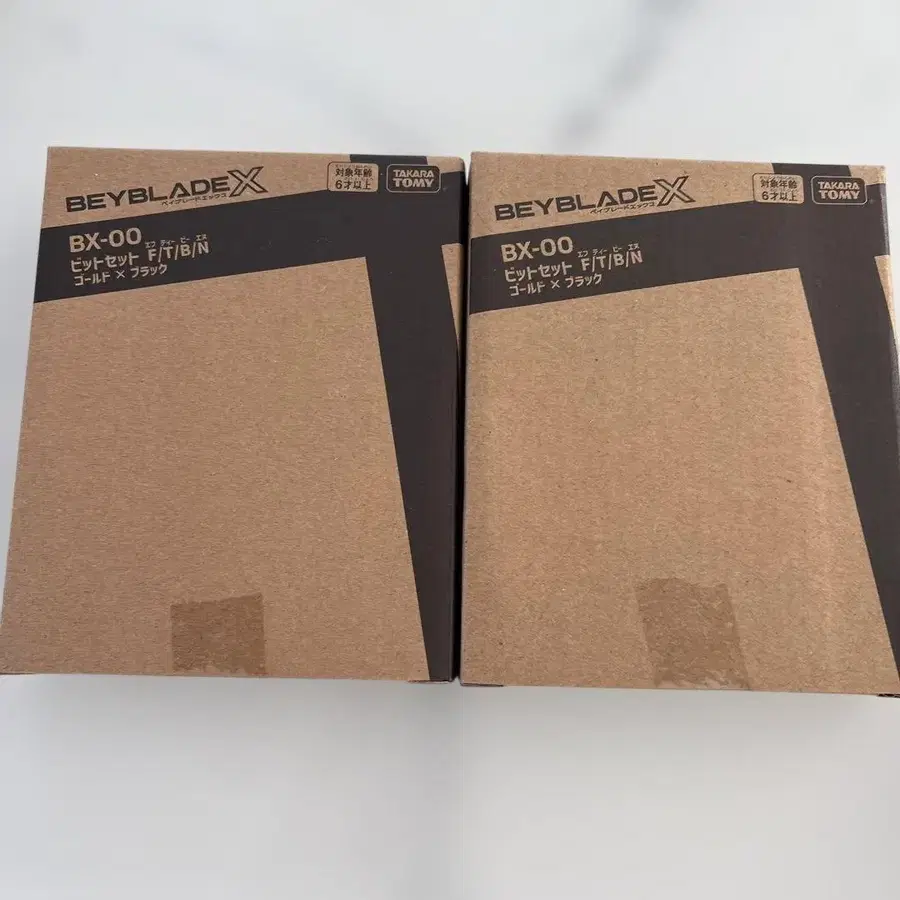 BEYBLADE X
ベイブレードエックス
対象年齢
6才以上
TAKARA
TOMY
BX-00
エフ ティー ビー エヌ
ビットセット F/T/B/N
ゴールド×ブラック
BEYBLADE X
ベイブレードエックス
対象年齢
6才以上
TAKARA
TOMY
BX-00
エフ ティー ビー エヌ
ビットセット F/T/B/N
ゴールド×ブラック